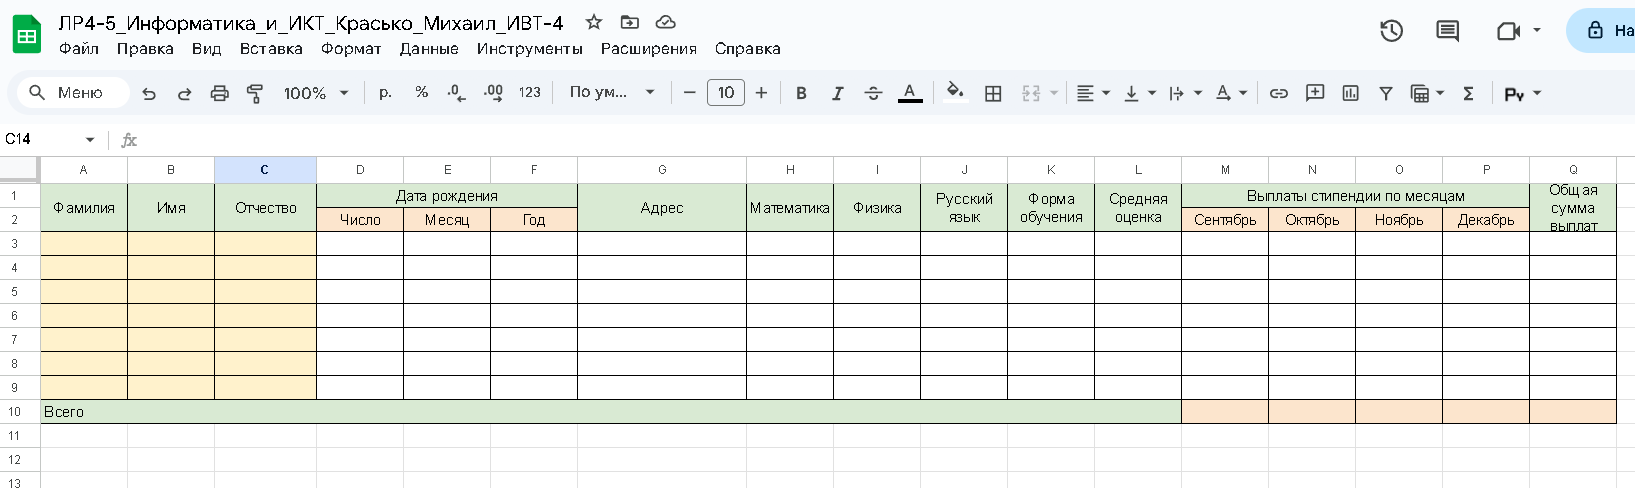 ЛР4-5_Информатика_и_ИКТ_Красько_Михаил_ИВТ-4
Файл Правка Вид Вставка Формат Данные Инструменты Расширения Справка
На
Меню 100% р. % .0 .00 123 По ум... 10 B I S A Σ Ру
C14 fx
A B C D E F G H I J K L M N O P Q
1 Фамилия Имя Отчество Дата рождения Адрес Математика Физика Русский язык Форма обучения Средняя оценка Выплаты стипендии по месяцам Общая сумма выплат
2 Число Месяц Год Сентябрь Октябрь Ноябрь Декабрь
3
4
5
6
7
8
9
10 Всего
11
12
13